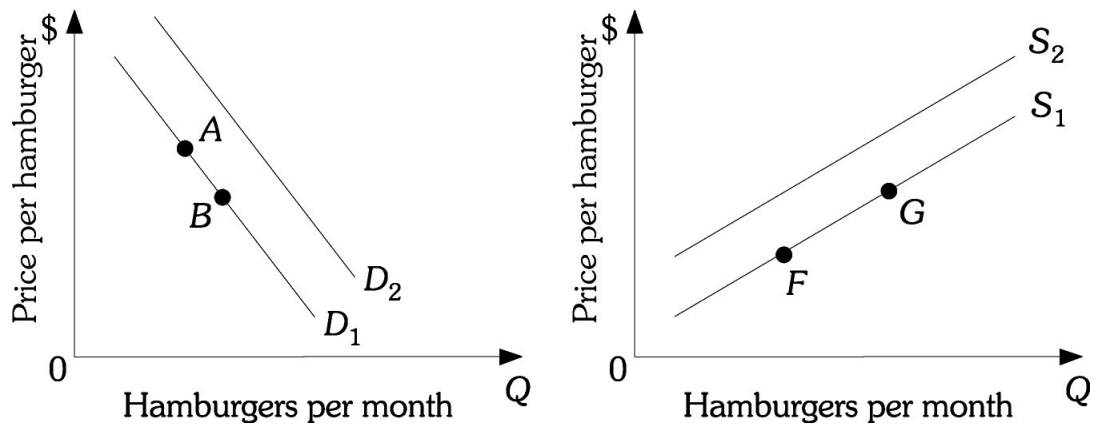 $
Price per hamburger
A
B
D₂
D₁
0
Q
Hamburgers per month
$
Price per hamburger
S₂
S₁
G
F
0
Q
Hamburgers per month